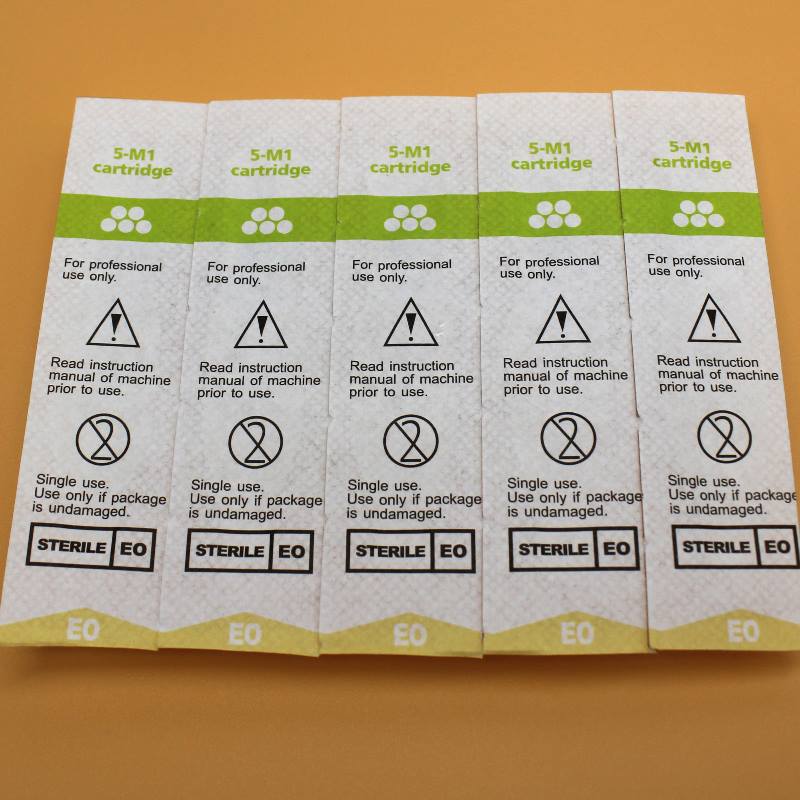 5-M1
cartridge
For professional
use only.
Read instruction
manual of machine
prior to use.
2
Single use.
Use only if package
is undamaged.
STERILE EO
EO
5-M1
cartridge
For professional
use only.
Read instruction
manual of machine
prior to use.
2
Single use.
Use only if package
is undamaged.
STERILE EO
EO
5-M1
cartridge
For professional
use only.
Read instruction
manual of machine
prior to use.
2
Single use.
Use only if package
is undamaged.
STERILE EO
EO
5-M1
cartridge
For professional
use only.
Read instruction
manual of machine
prior to use.
2
Single use.
Use only if package
is undamaged.
STERILE EO
EO
5-M1
cartridge
For professional
use only.
Read instruction
manual of machine
prior to use.
2
Single use.
Use only if package
is undamaged.
STERILE EO
EO